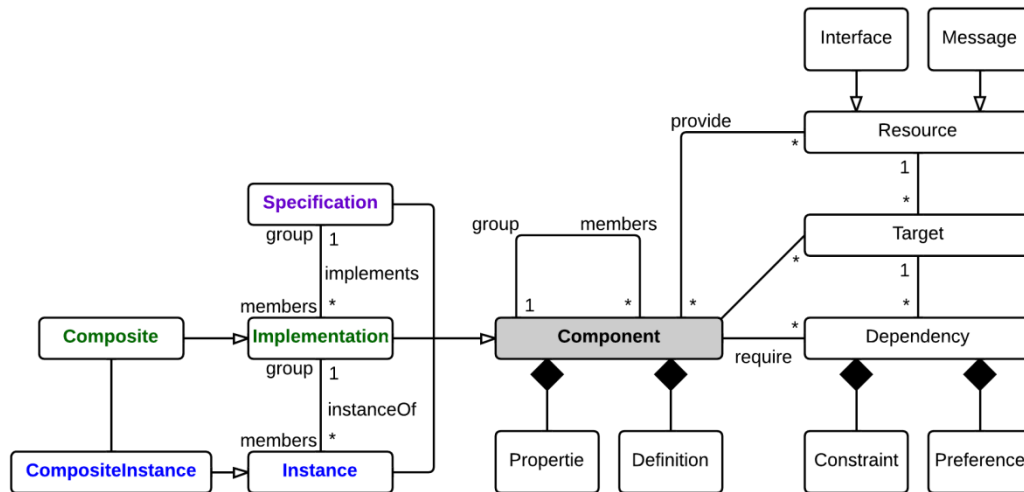 Interface
Message
provide
Resource
*
1
Specification
*
group
1
group
members
Target
*
implements
1
members
*
1
*
*
*
*
Composite
Implementation
Component
Dependency
require
group
1
instanceOf
members
*
CompositeInstance
Instance
Propertie
Definition
Constraint
Preference